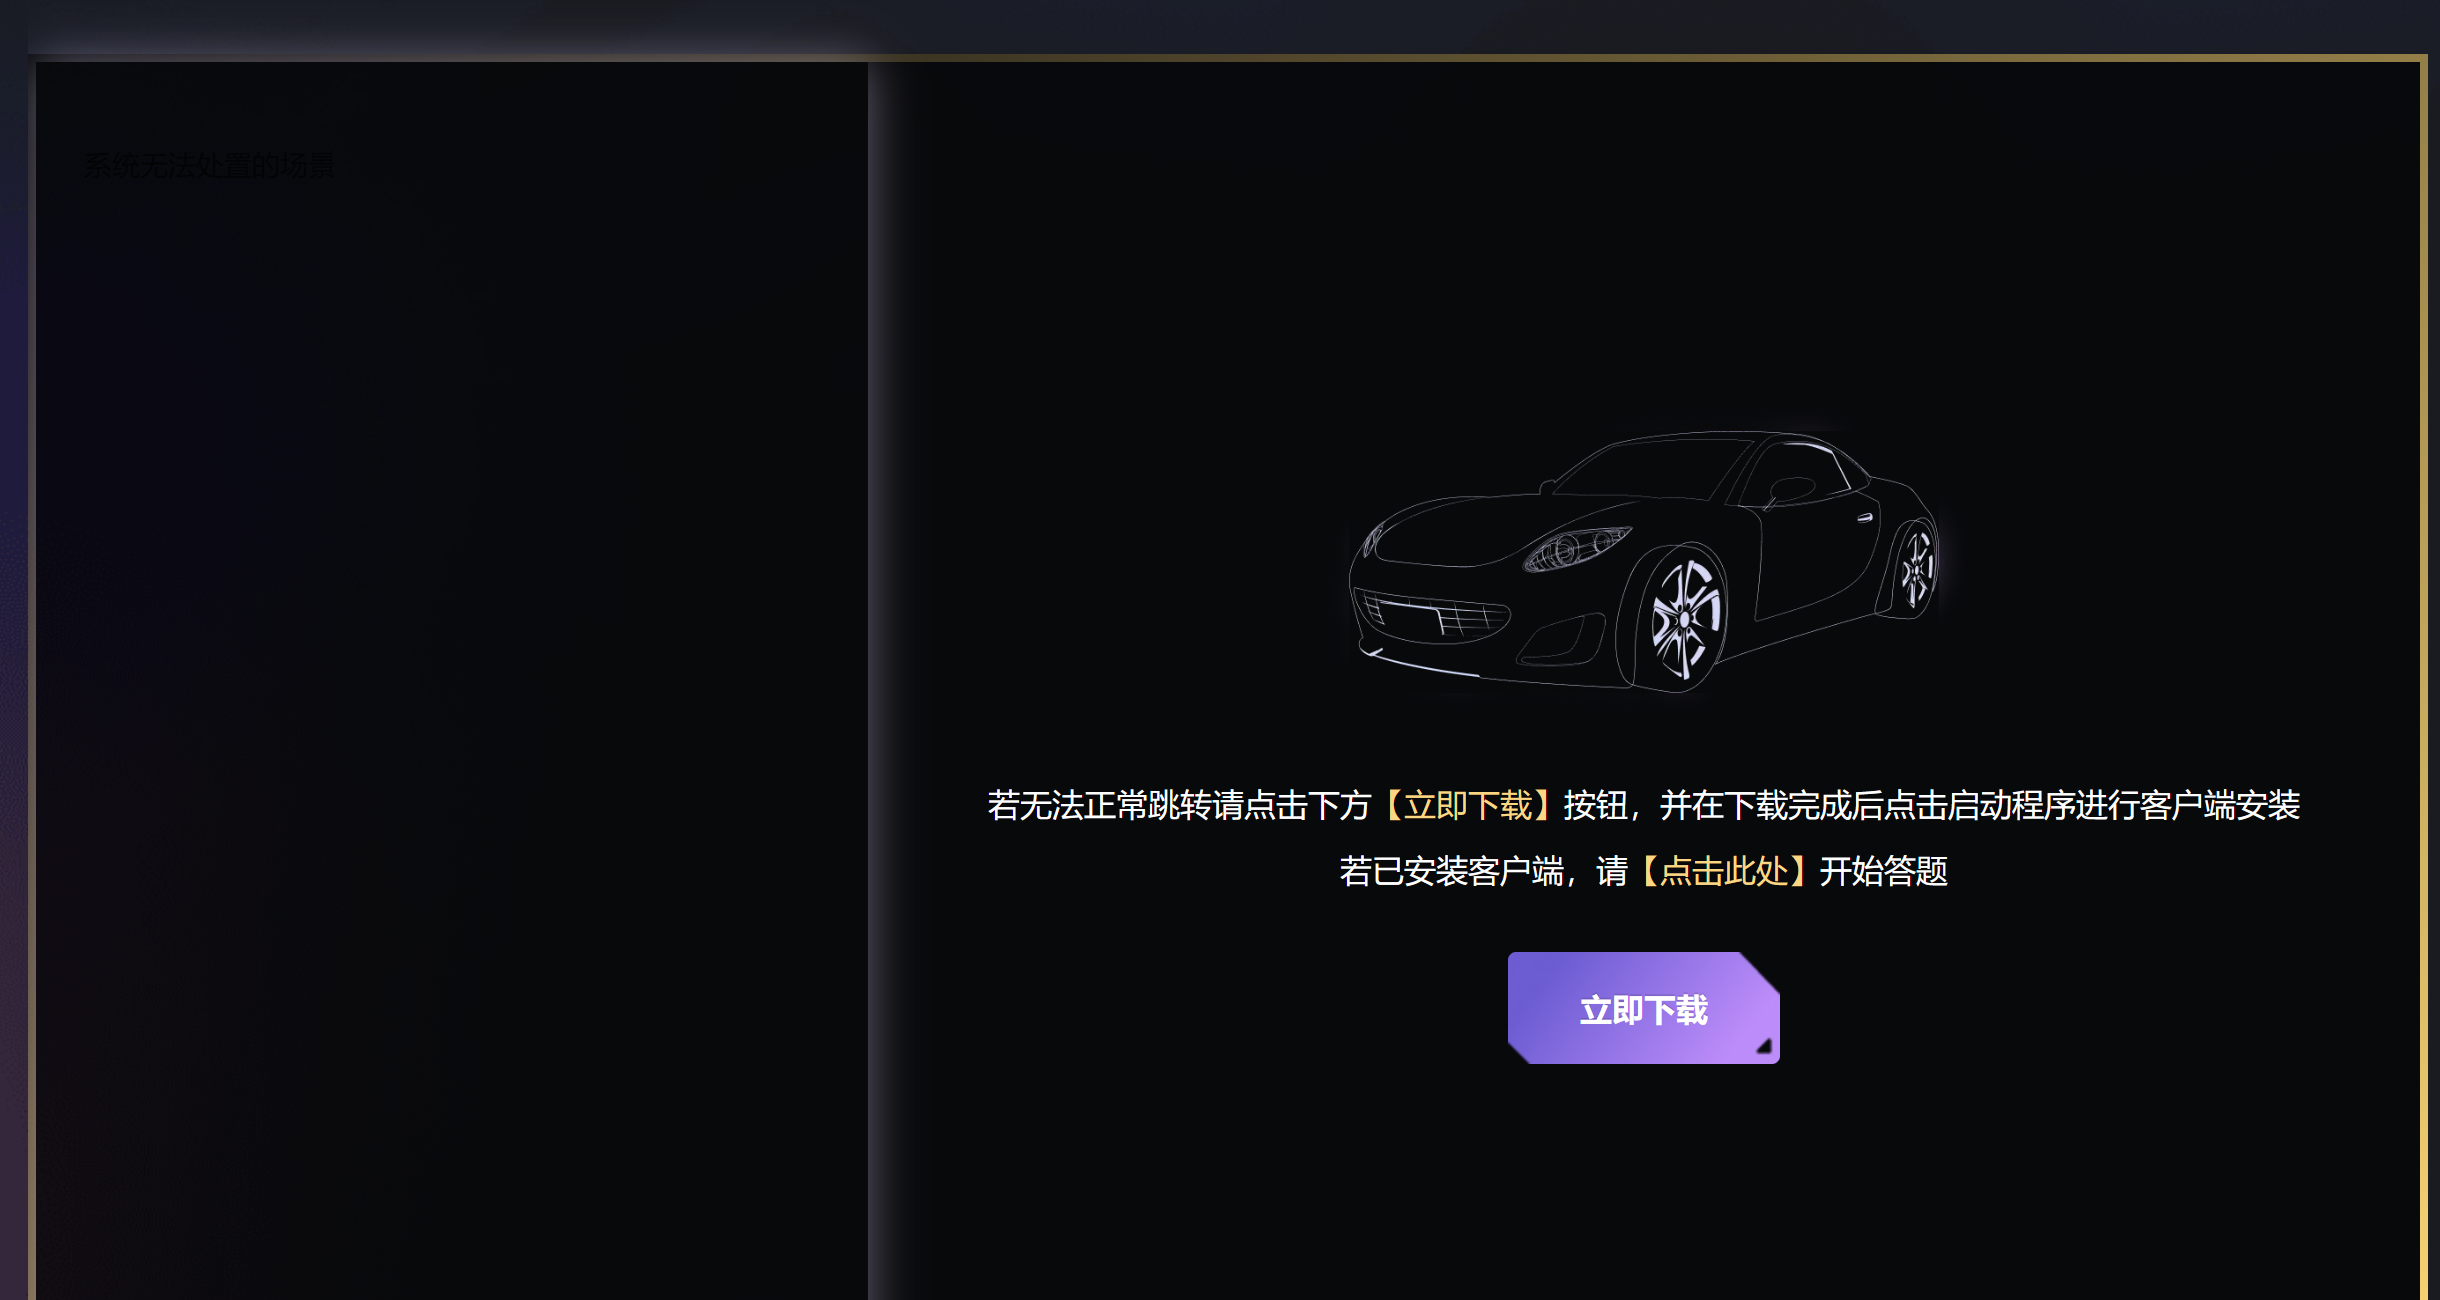 系统无法处置的场景
若无法正常跳转请点击下方【立即下载】按钮，并在下载完成后点击启动程序进行客户端安装
若已安装客户端，请【点击此处】开始答题
立即下载